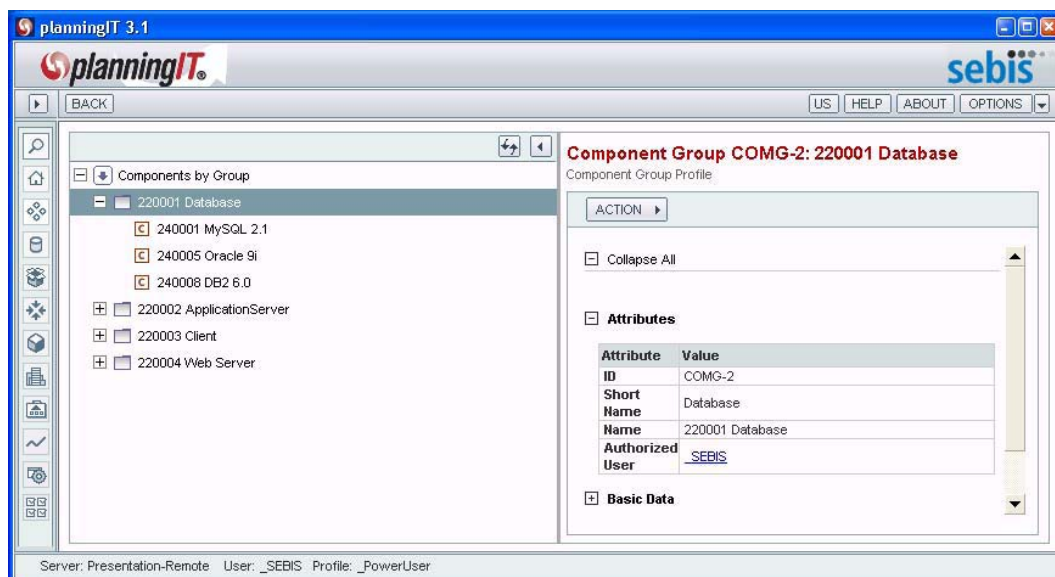 planningIT 3.1
planningIT®
sebis
BACK
US HELP ABOUT OPTIONS
Components by Group
220001 Database
240001 MySQL 2.1
240005 Oracle 9i
240008 DB2 6.0
220002 ApplicationServer
220003 Client
220004 Web Server
Component Group COMG-2: 220001 Database
Component Group Profile
ACTION
Collapse All
Attributes
Attribute Value
ID COMG-2
Short Name Database
Name 220001 Database
Authorized User _SEBIS
Basic Data
Server: Presentation-Remote User: _SEBIS Profile: _PowerUser